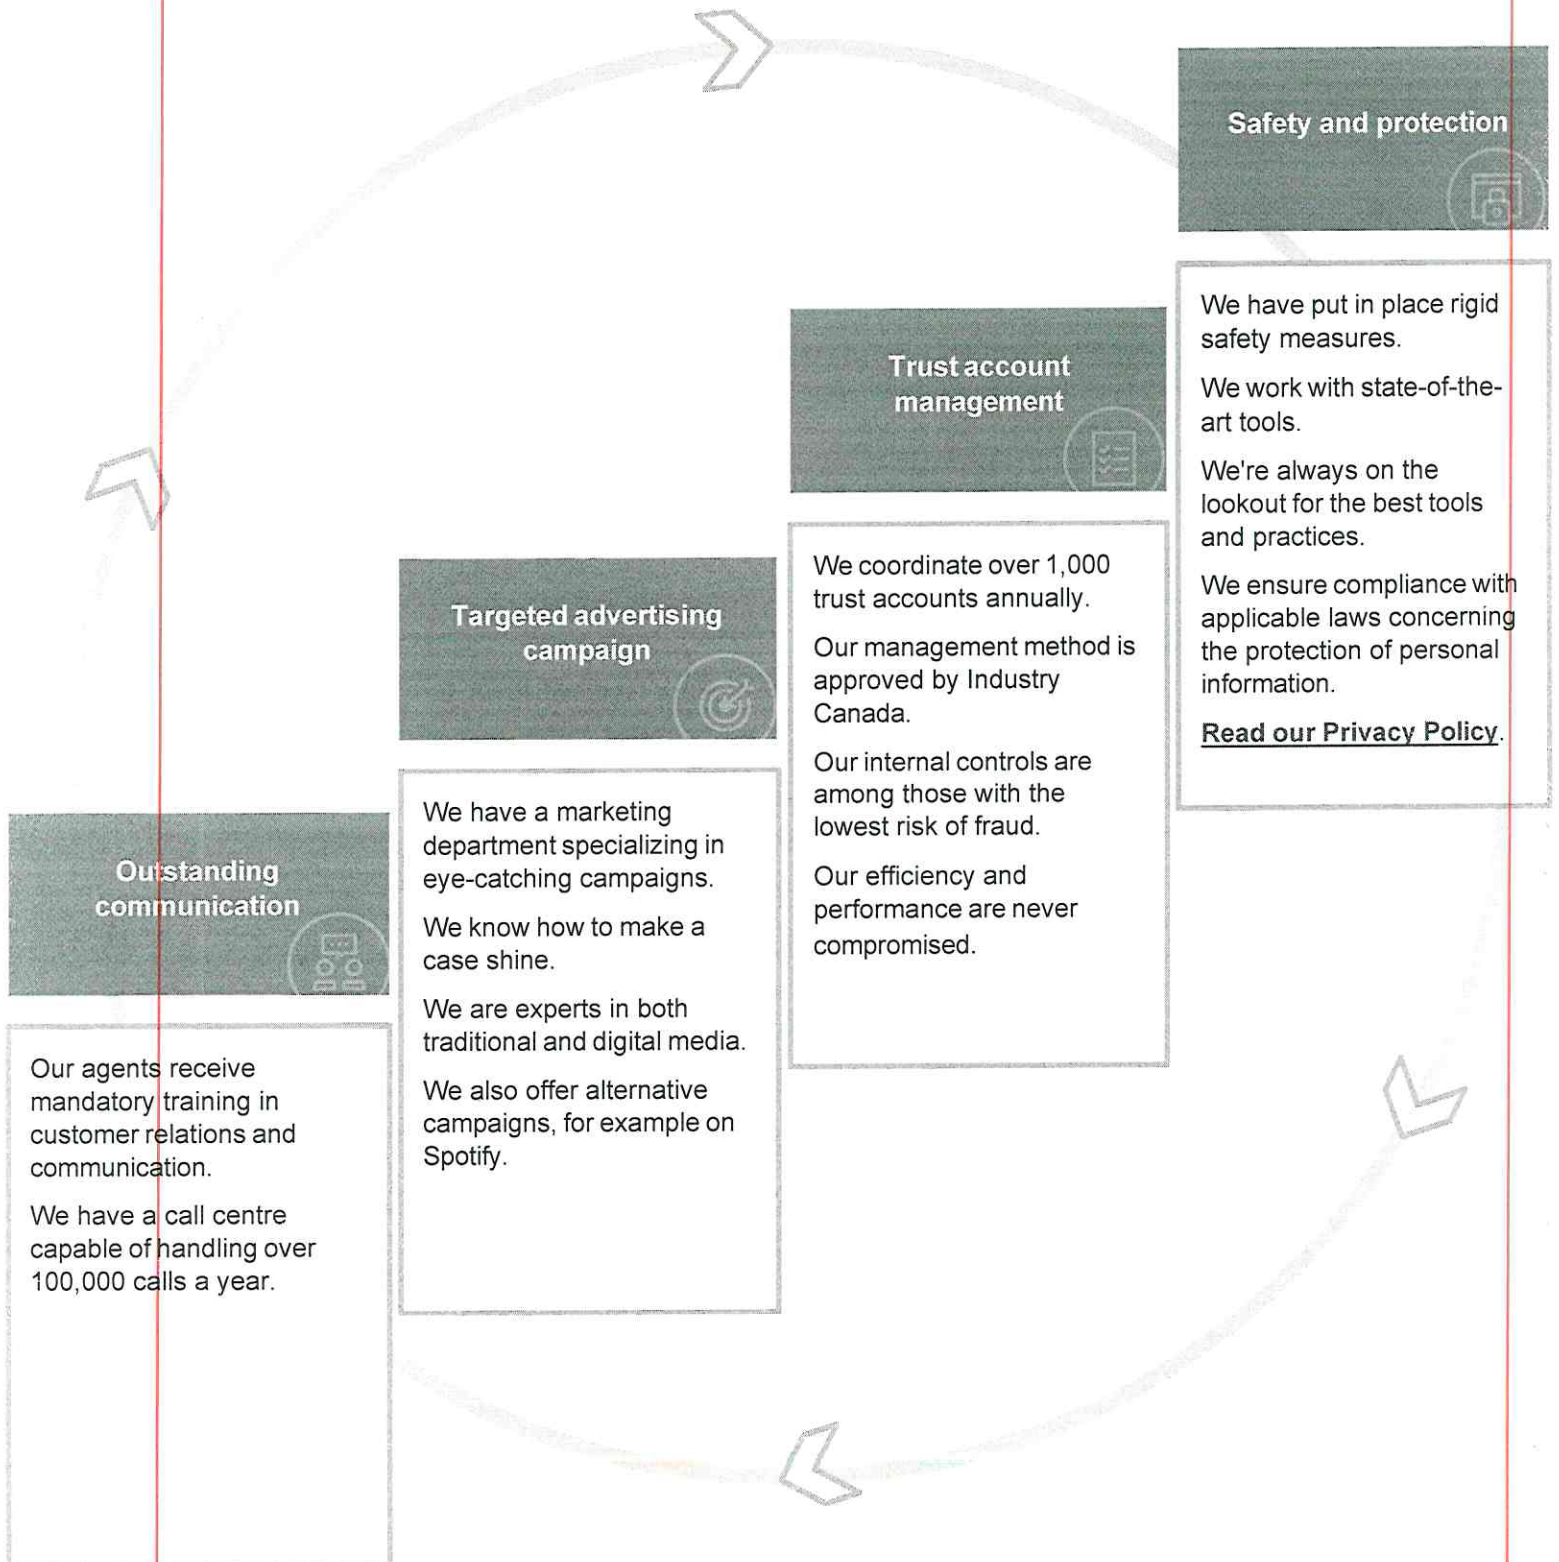 Outstanding
communication
Our agents receive
mandatory training in
customer relations and
communication.
We have a call centre
capable of handling over
100,000 calls a year.
Targeted advertising
campaign
We have a marketing
department specializing in
eye-catching campaigns.
We know how to make a
case shine.
We are experts in both
traditional and digital media.
We also offer alternative
campaigns, for example on
Spotify.
Trust account
management
We coordinate over 1,000
trust accounts annually.
Our management method is
approved by Industry
Canada.
Our internal controls are
among those with the
lowest risk of fraud.
Our efficiency and
performance are never
compromised.
Safety and protection
We have put in place rigid
safety measures.
We work with state-of-the-
art tools.
We're always on the
lookout for the best tools
and practices.
We ensure compliance with
applicable laws concerning
the protection of personal
information.
Read our Privacy Policy.